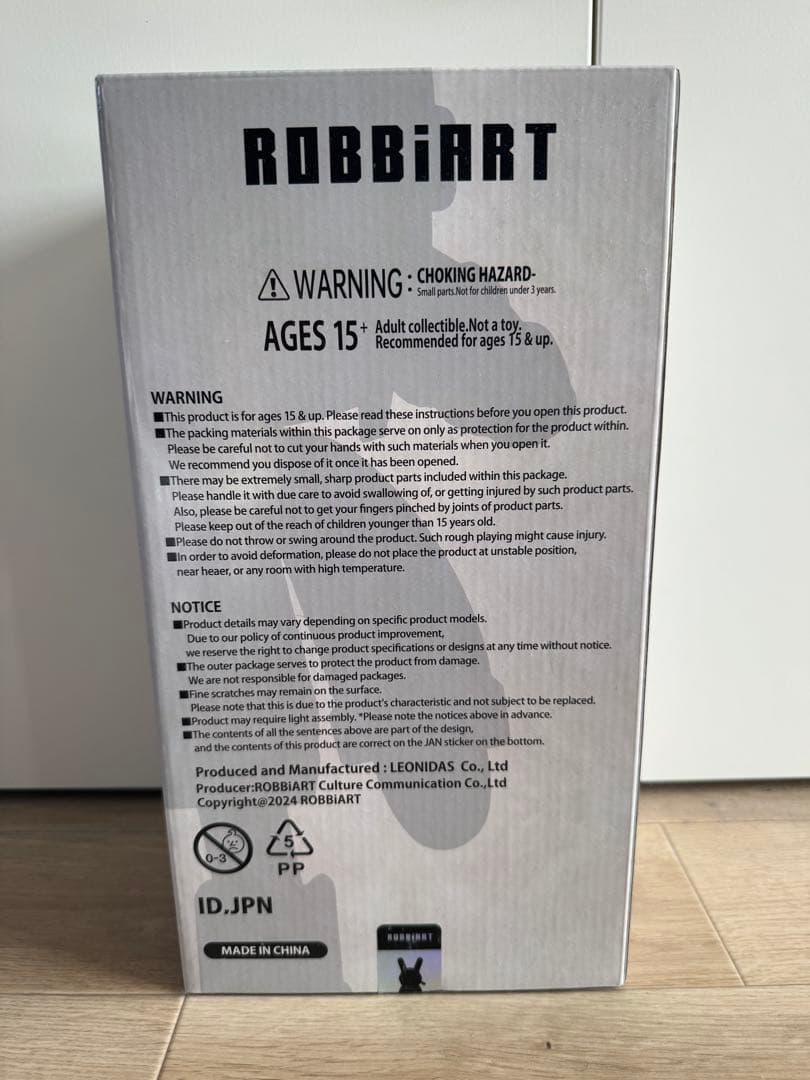 ROBBiART
WARNING : CHOKING HAZARD-
Small parts.Not for children under 3 years.
AGES 15+ Adult collectible.Not a toy.
Recommended for ages 15 & up.
WARNING
■This product is for ages 15 & up. Please read these instructions before you open this product.
■The packing materials within this package serve on only as protection for the product within.
Please be careful not to cut your hands with such materials when you open it.
We recommend you dispose of it once it has been opened.
■There may be extremely small, sharp product parts included within this package.
Please handle it with due care to avoid swallowing of, or getting injured by such product parts.
Also, please be careful not to get your fingers pinched by joints of product parts.
Please keep out of the reach of children younger than 15 years old.
■Please do not throw or swing around the product. Such rough playing might cause injury.
■In order to avoid deformation, please do not place the product at unstable position,
near heaer, or any room with high temperature.
NOTICE
■Product details may vary depending on specific product models.
Due to our policy of continuous product improvement,
we reserve the right to change product specifications or designs at any time without notice.
■The outer package serves to protect the product from damage.
We are not responsible for damaged packages.
■Fine scratches may remain on the surface.
Please note that this is due to the product's characteristic and not subject to be replaced.
■Product may require light assembly. *Please note the notices above in advance.
■The contents of all the sentences above are part of the design,
and the contents of this product are correct on the JAN sticker on the bottom.
Produced and Manufactured : LEONIDAS Co., Ltd
Producer:ROBBiART Culture Communication Co.,Ltd
Copyright@2024 ROBBiART
0-3
5
PP
ID.JPN
MADE IN CHINA
ROBBiART